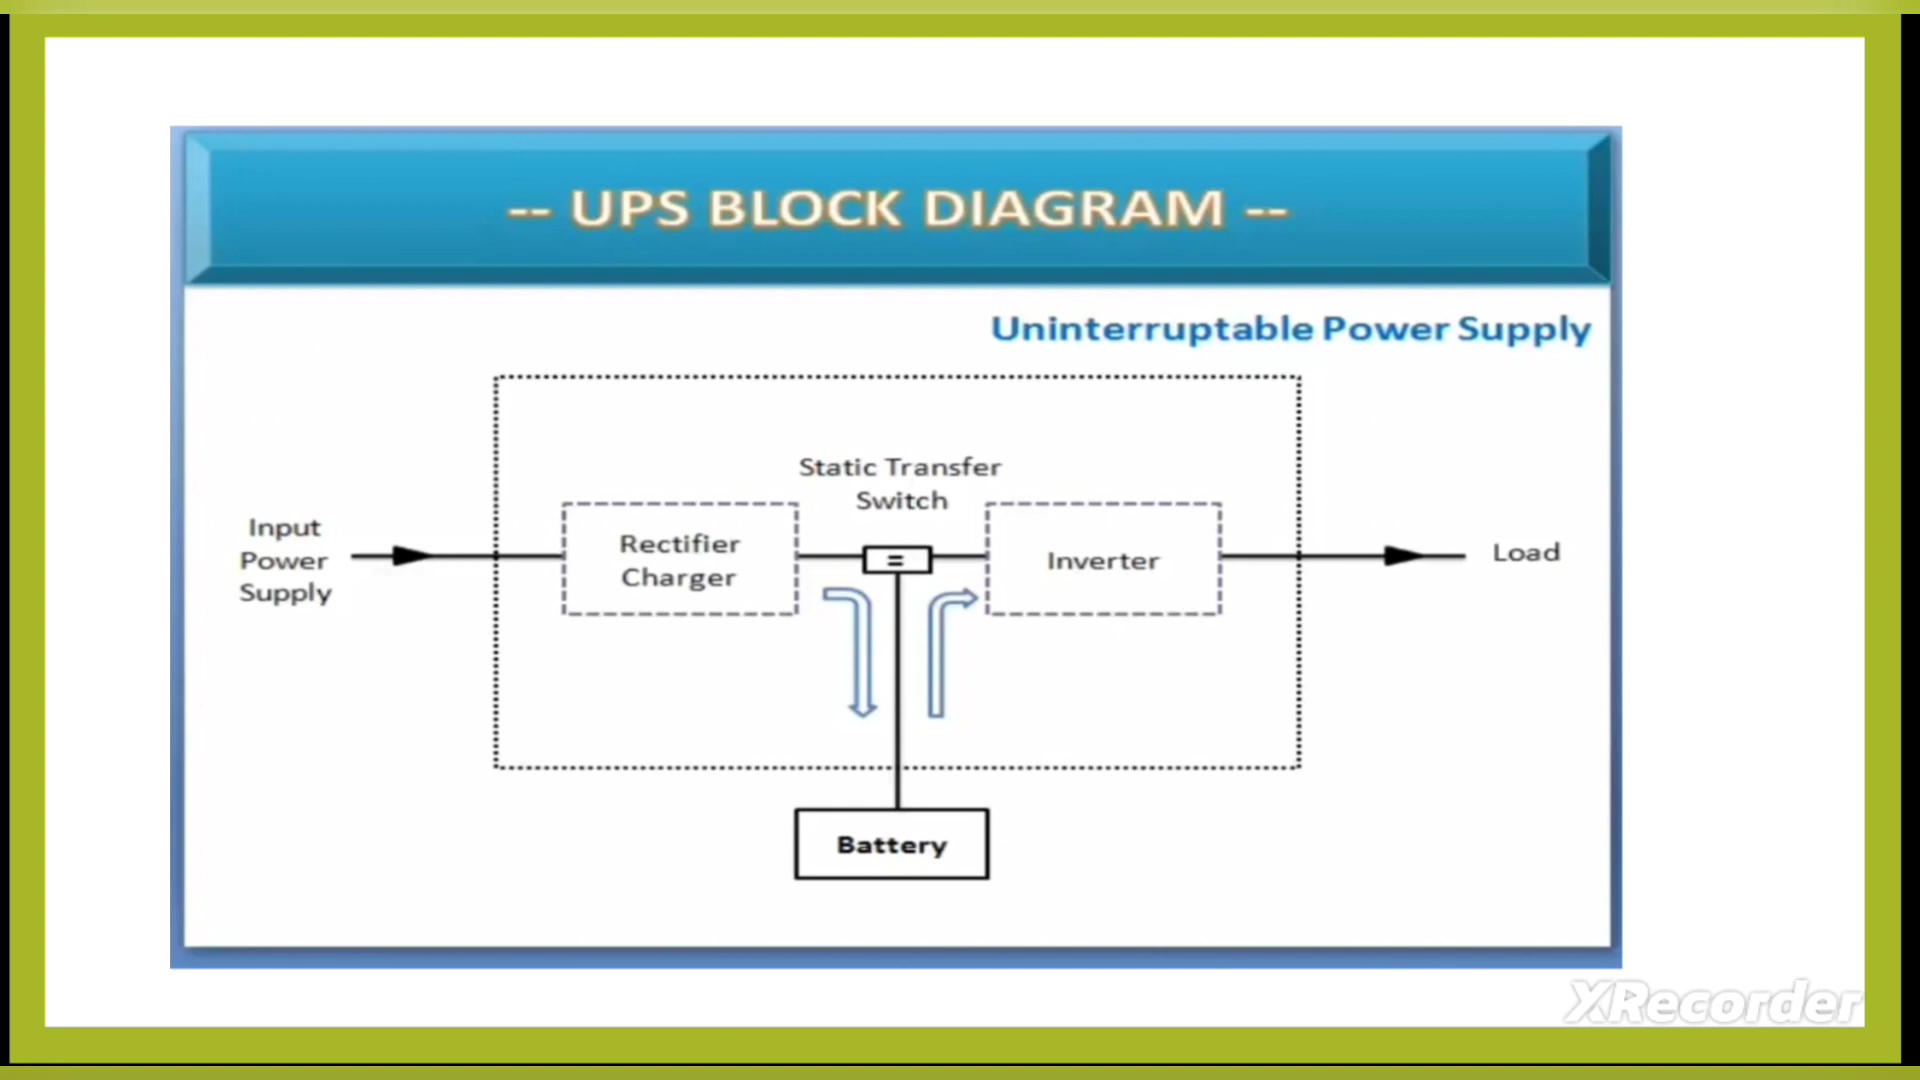 -- UPS BLOCK DIAGRAM --
Uninterruptable Power Supply
Static Transfer
Switch
Input
Power
Supply
Rectifier
Charger
=
Inverter
Load
Battery
XRecorder